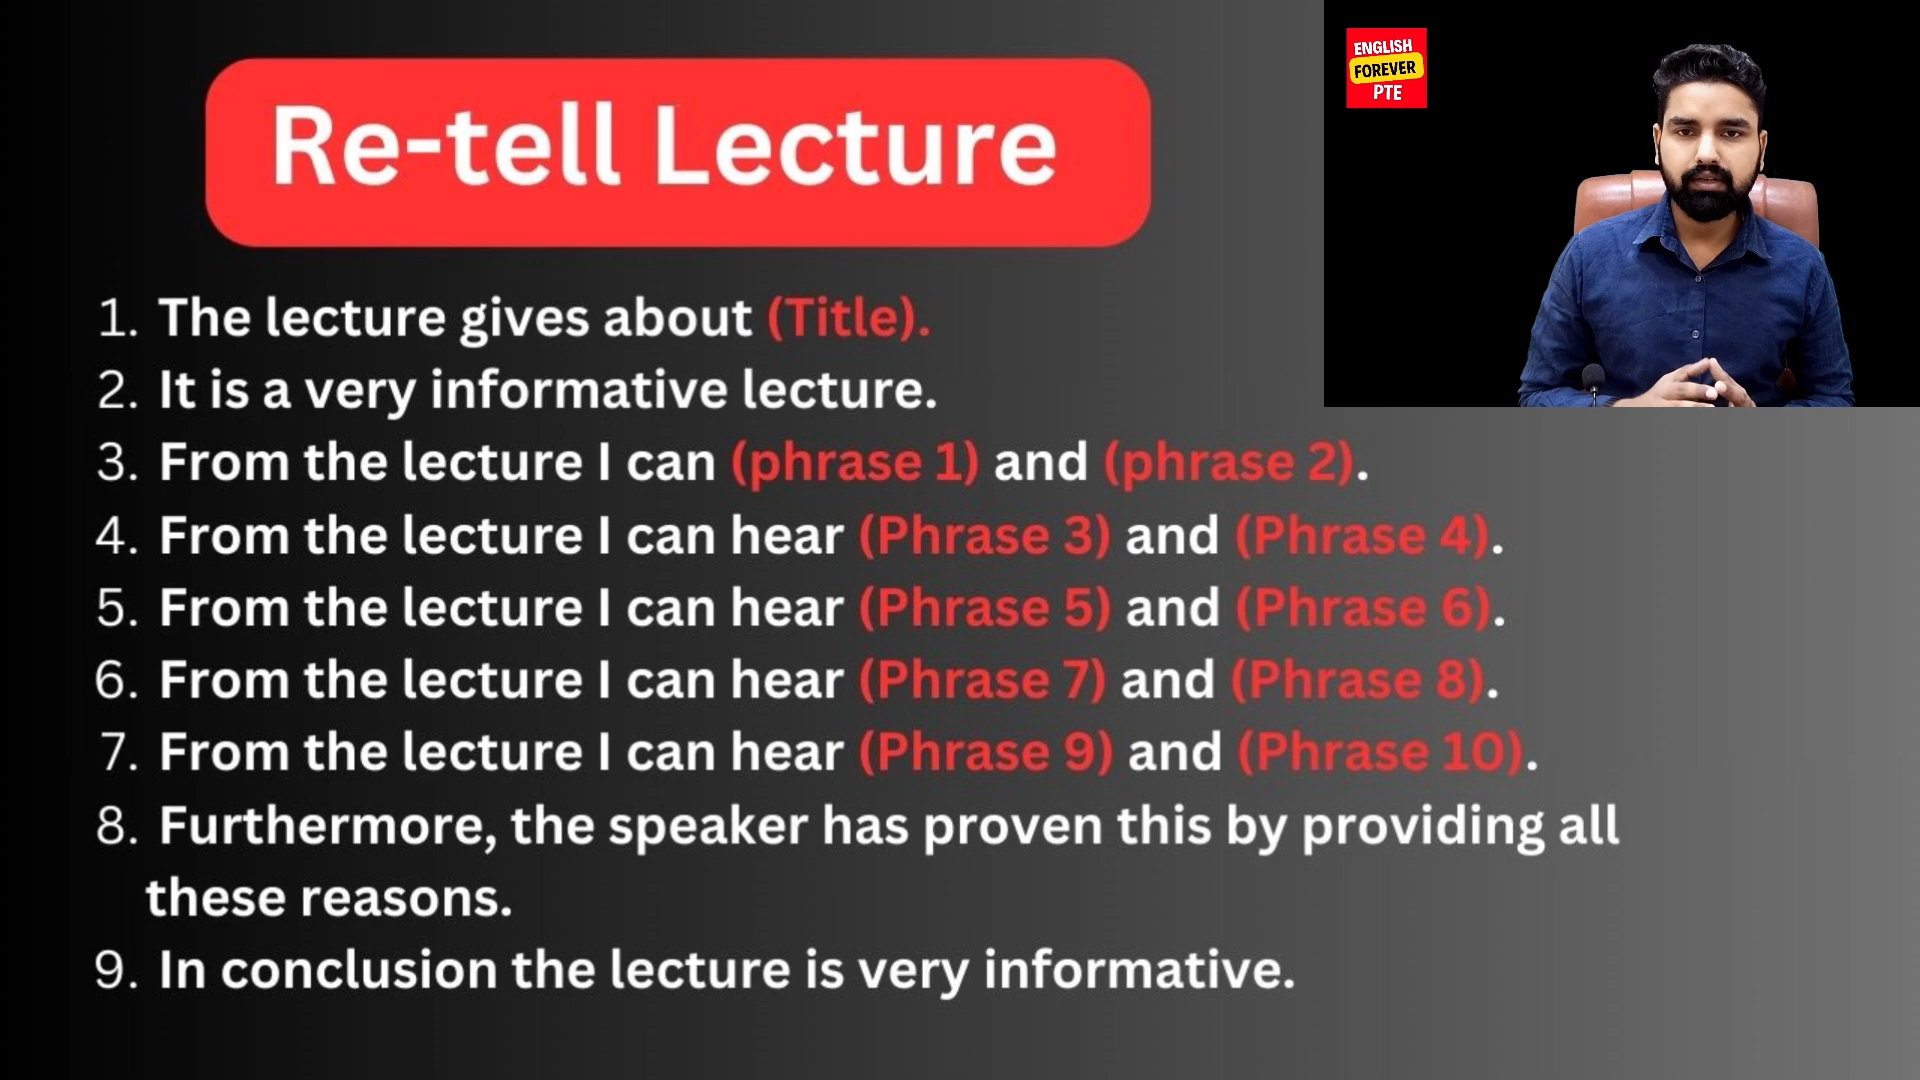 Re-tell Lecture
ENGLISH
FOREVER
PTE
1. The lecture gives about (Title).
2. It is a very informative lecture.
3. From the lecture I can (phrase 1) and (phrase 2).
4. From the lecture I can hear (Phrase 3) and (Phrase 4).
5. From the lecture I can hear (Phrase 5) and (Phrase 6).
6. From the lecture I can hear (Phrase 7) and (Phrase 8).
7. From the lecture I can hear (Phrase 9) and (Phrase 10).
8. Furthermore, the speaker has proven this by providing all
these reasons.
9. In conclusion the lecture is very informative.